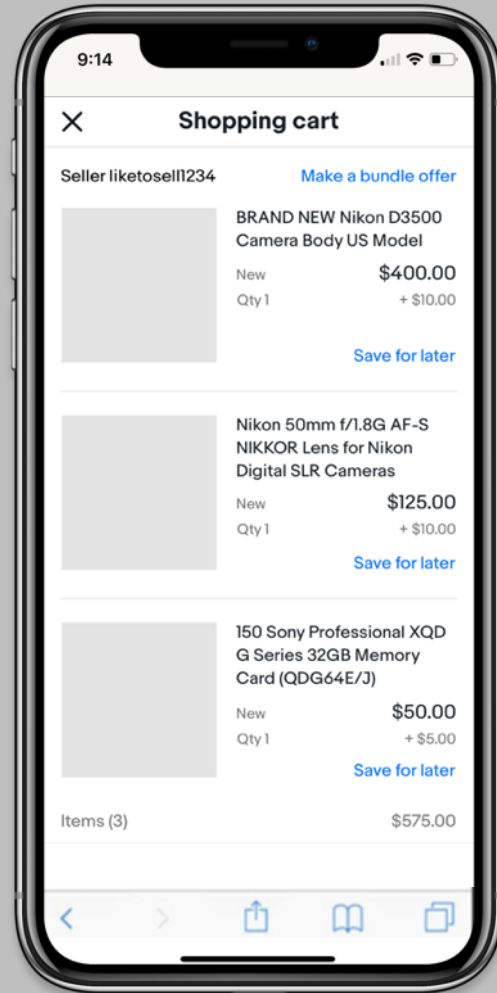 9:14
Shopping cart
Seller liketosell1234 Make a bundle offer
BRAND NEW Nikon D3500
Camera Body US Model
New $400.00
Qty 1 + $10.00
Save for later
Nikon 50mm f/1.8G AF-S
NIKKOR Lens for Nikon
Digital SLR Cameras
New $125.00
Qty 1 + $10.00
Save for later
150 Sony Professional XQD
G Series 32GB Memory
Card (QDG64E/J)
New $50.00
Qty 1 + $5.00
Save for later
Items (3) $575.00